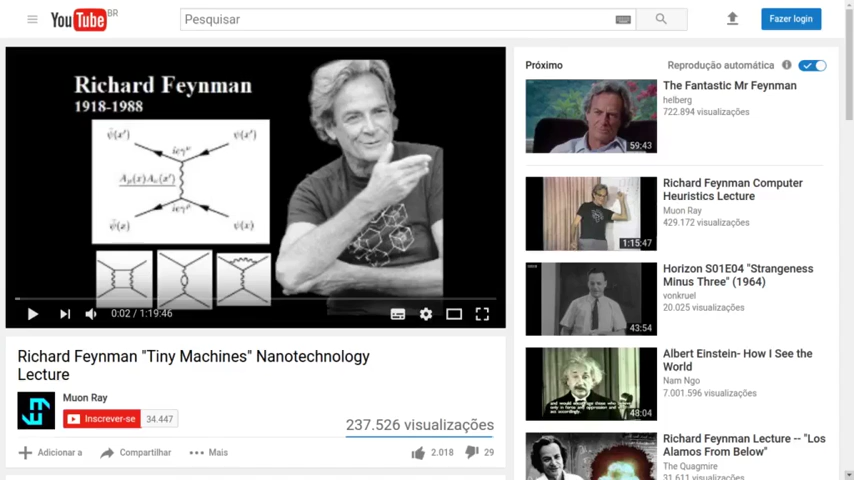 YouTube BR
Pesquisar
Fazer login
Richard Feynman
1918-1988
0:02 / 1:19:46
Richard Feynman "Tiny Machines" Nanotechnology
Lecture
Muon Ray
Inscrever-se 34.447
237.526 visualizações
Adicionar a Compartilhar Mais 2.018 29
Próximo Reprodução automática
The Fantastic Mr Feynman
helberg
722.894 visualizações
59:43
Richard Feynman Computer
Heuristics Lecture
Muon Ray
429.172 visualizações
1:15:47
Horizon S01E04 "Strangeness
Minus Three" (1964)
vonkruel
20.025 visualizações
43:54
Albert Einstein- How I See the
World
Nam Ngo
7.001.596 visualizações
48:04
Richard Feynman Lecture -- "Los
Alamos From Below"
The Quagmire
31.611 visualizações